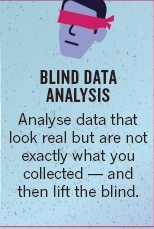 BLIND DATA
ANALYSIS
Analyse data that
look real but are not
exactly what you
collected — and
then lift the blind.